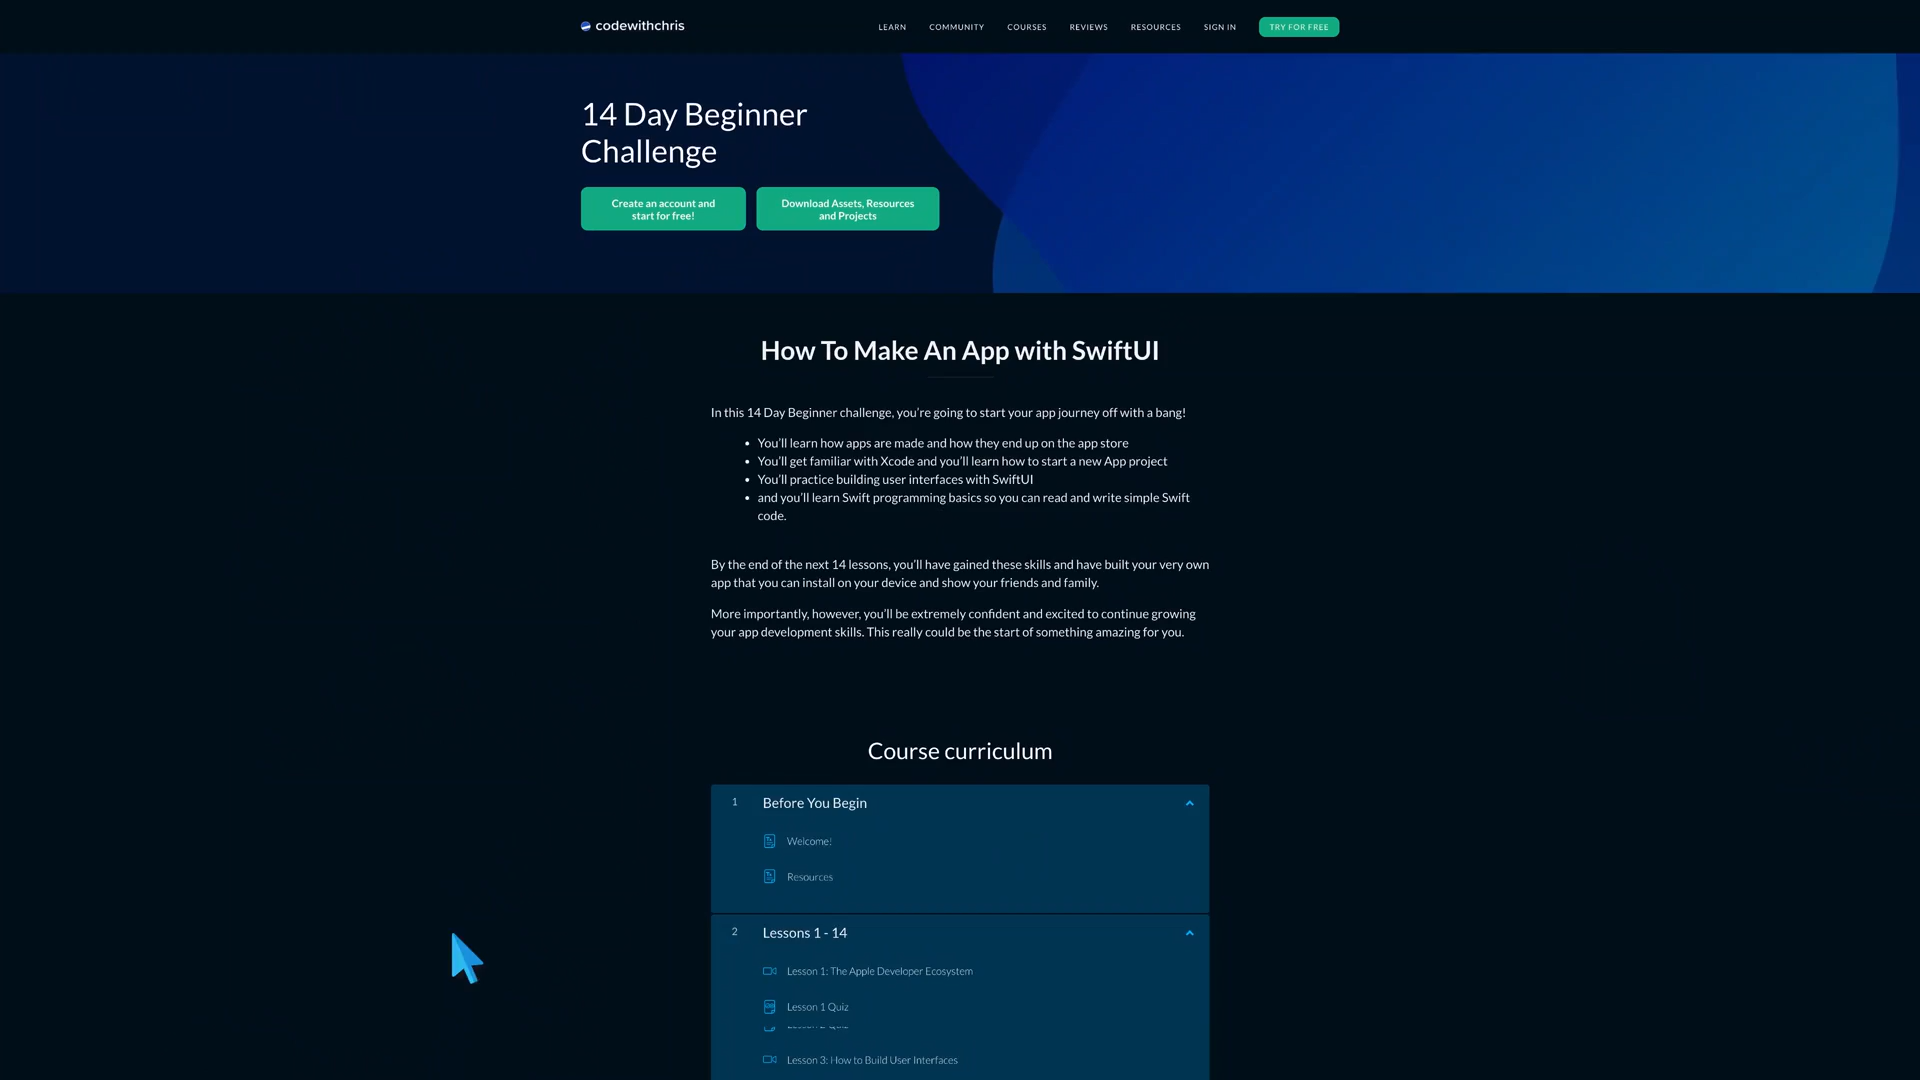 codewithchris
LEARN
COMMUNITY
COURSES
REVIEWS
RESOURCES
SIGN IN
TRY FOR FREE
14 Day Beginner
Challenge
Create an account and
start for free!
Download Assets, Resources
and Projects
How To Make An App with SwiftUI
In this 14 Day Beginner challenge, you're going to start your app journey off with a bang!
• You'll learn how apps are made and how they end up on the app store
• You'll get familiar with Xcode and you'll learn how to start a new App project
• You'll practice building user interfaces with SwiftUI
• and you'll learn Swift programming basics so you can read and write simple Swift
code.
By the end of the next 14 lessons, you'll have gained these skills and have built your very own
app that you can install on your device and show your friends and family.
More importantly, however, you'll be extremely confident and excited to continue growing
your app development skills. This really could be the start of something amazing for you.
Course curriculum
1 Before You Begin
Welcome!
Resources
2 Lessons 1 - 14
Lesson 1: The Apple Developer Ecosystem
Lesson 1 Quiz
Lesson 3: How to Build User Interfaces